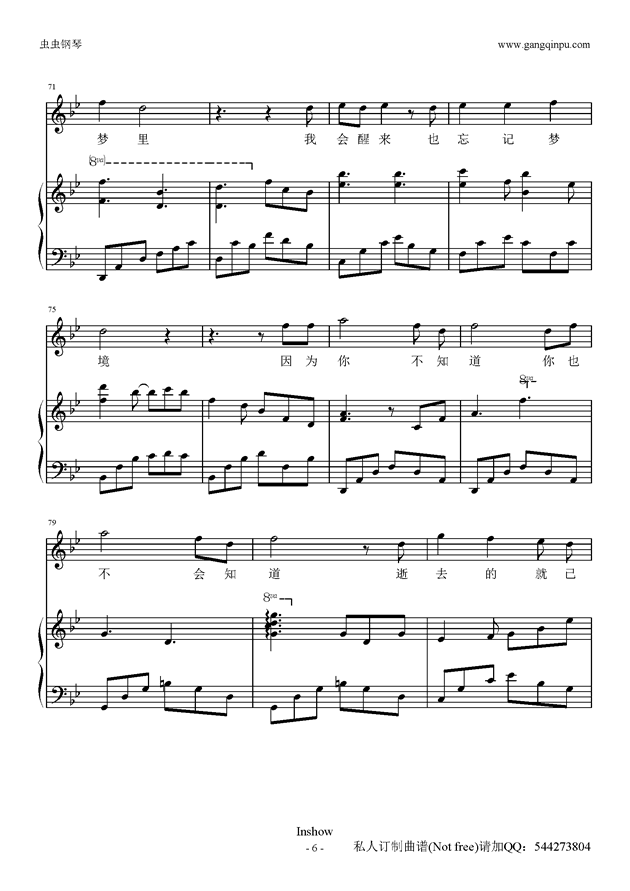 虫虫钢琴 www.gangqinpu.com
71
梦 里 我 会 醒 来 也 忘 记 梦
8va
75
境 因 为 你 不 知 道 你 也
8va
79
不 会 知 道 逝 去 的 就 已
8va
Inshow
- 6 - 私人订制曲谱(Not free)请加QQ：544273804